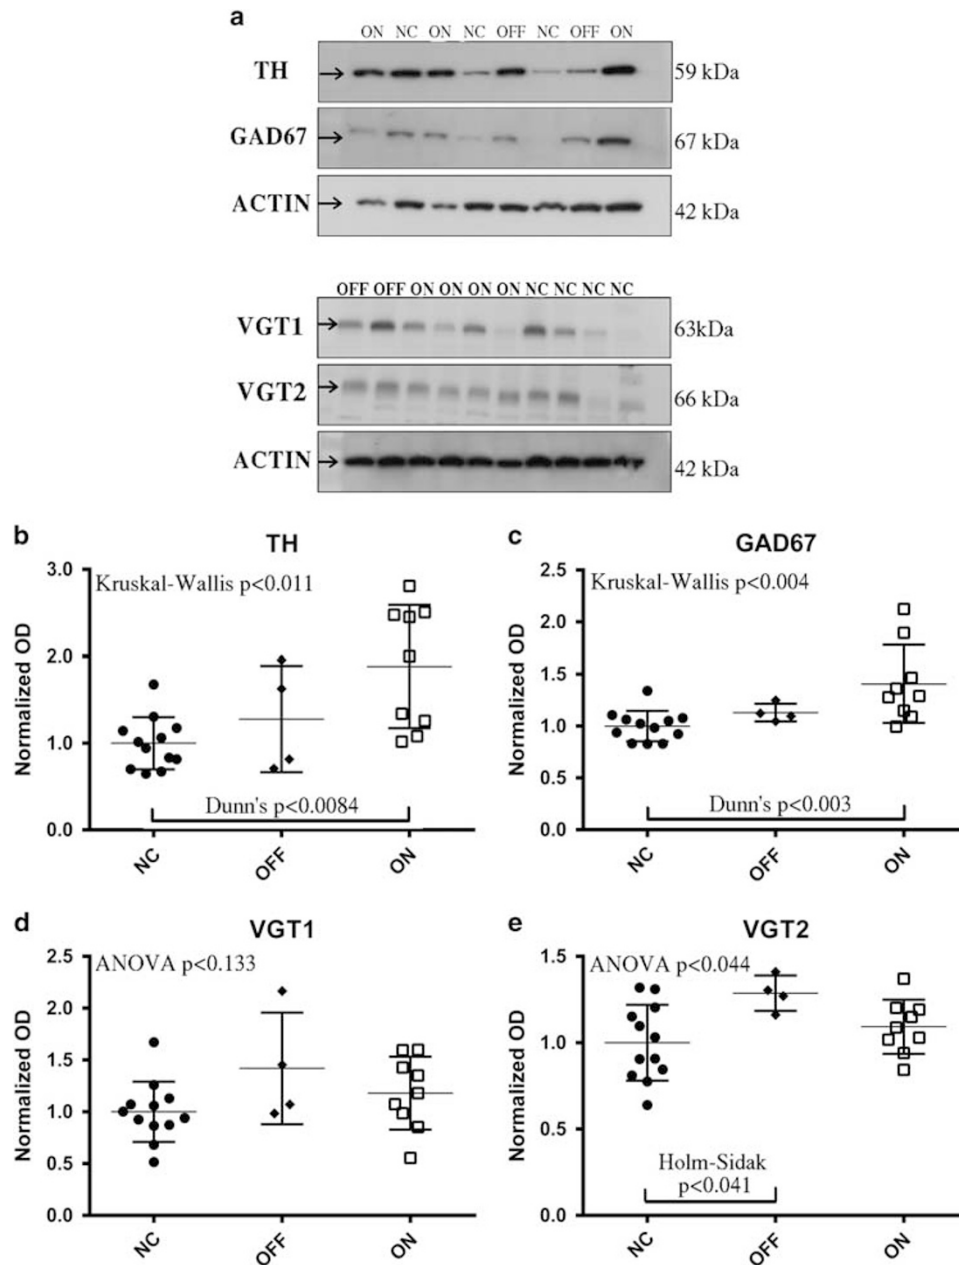 a
ON NC ON NC OFF NC OFF ON
TH 59 kDa
GAD67 67 kDa
ACTIN 42 kDa
OFF OFF ON ON ON ON NC NC NC NC
VGT1 63kDa
VGT2 66 kDa
ACTIN 42 kDa
b
TH
Kruskal-Wallis p<0.011
Normalized OD
3.0
2.0
1.0
0.0
Dunn's p<0.0084
NC OFF ON
c
GAD67
Kruskal-Wallis p<0.004
Normalized OD
2.5
2.0
1.5
1.0
0.5
0.0
Dunn's p<0.003
NC OFF ON
d
VGT1
ANOVA p<0.133
Normalized OD
2.5
2.0
1.5
1.0
0.5
0.0
NC OFF ON
e
VGT2
ANOVA p<0.044
Normalized OD
1.5
1.0
0.5
0.0
Holm-Sidak
p<0.041
NC OFF ON